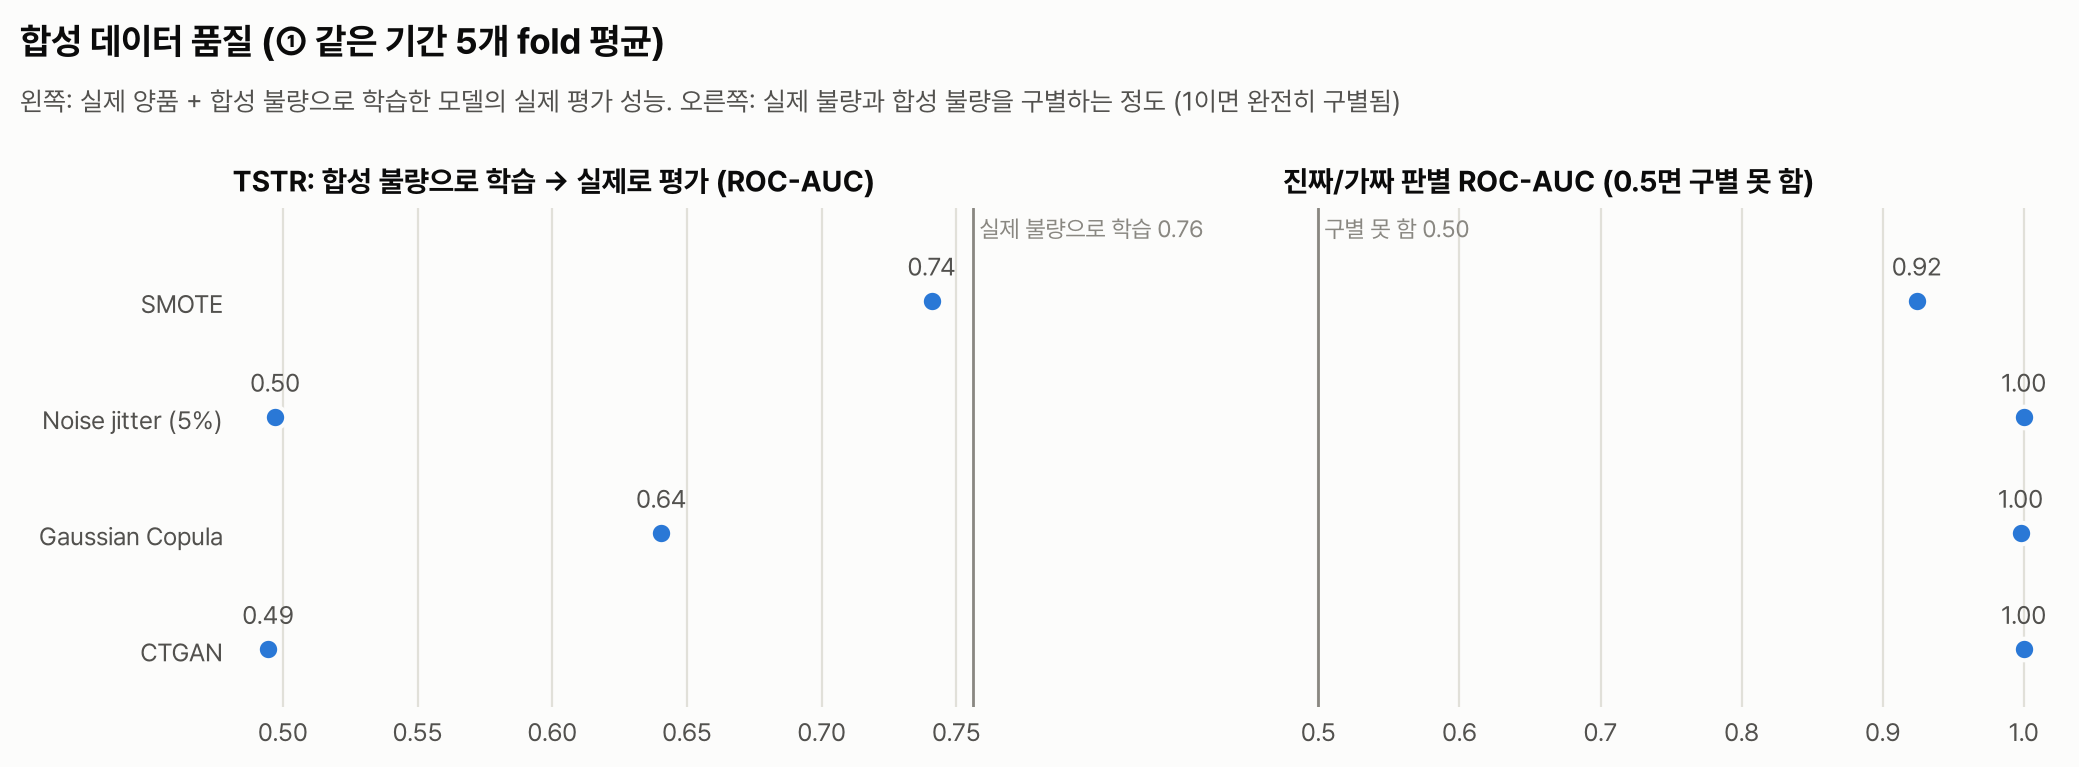 합성 데이터 품질 (① 같은 기간 5개 fold 평균)
왼쪽: 실제 양품 + 합성 불량으로 학습한 모델의 실제 평가 성능. 오른쪽: 실제 불량과 합성 불량을 구별하는 정도 (1이면 완전히 구별됨)
TSTR: 합성 불량으로 학습 → 실제로 평가 (ROC-AUC)
실제 불량으로 학습 0.76
SMOTE
0.74
Noise jitter (5%)
0.50
Gaussian Copula
0.64
CTGAN
0.49
0.50 0.55 0.60 0.65 0.70 0.75
진짜/가짜 판별 ROC-AUC (0.5면 구별 못 함)
구별 못 함 0.50
0.92
1.00
1.00
1.00
0.5 0.6 0.7 0.8 0.9 1.0